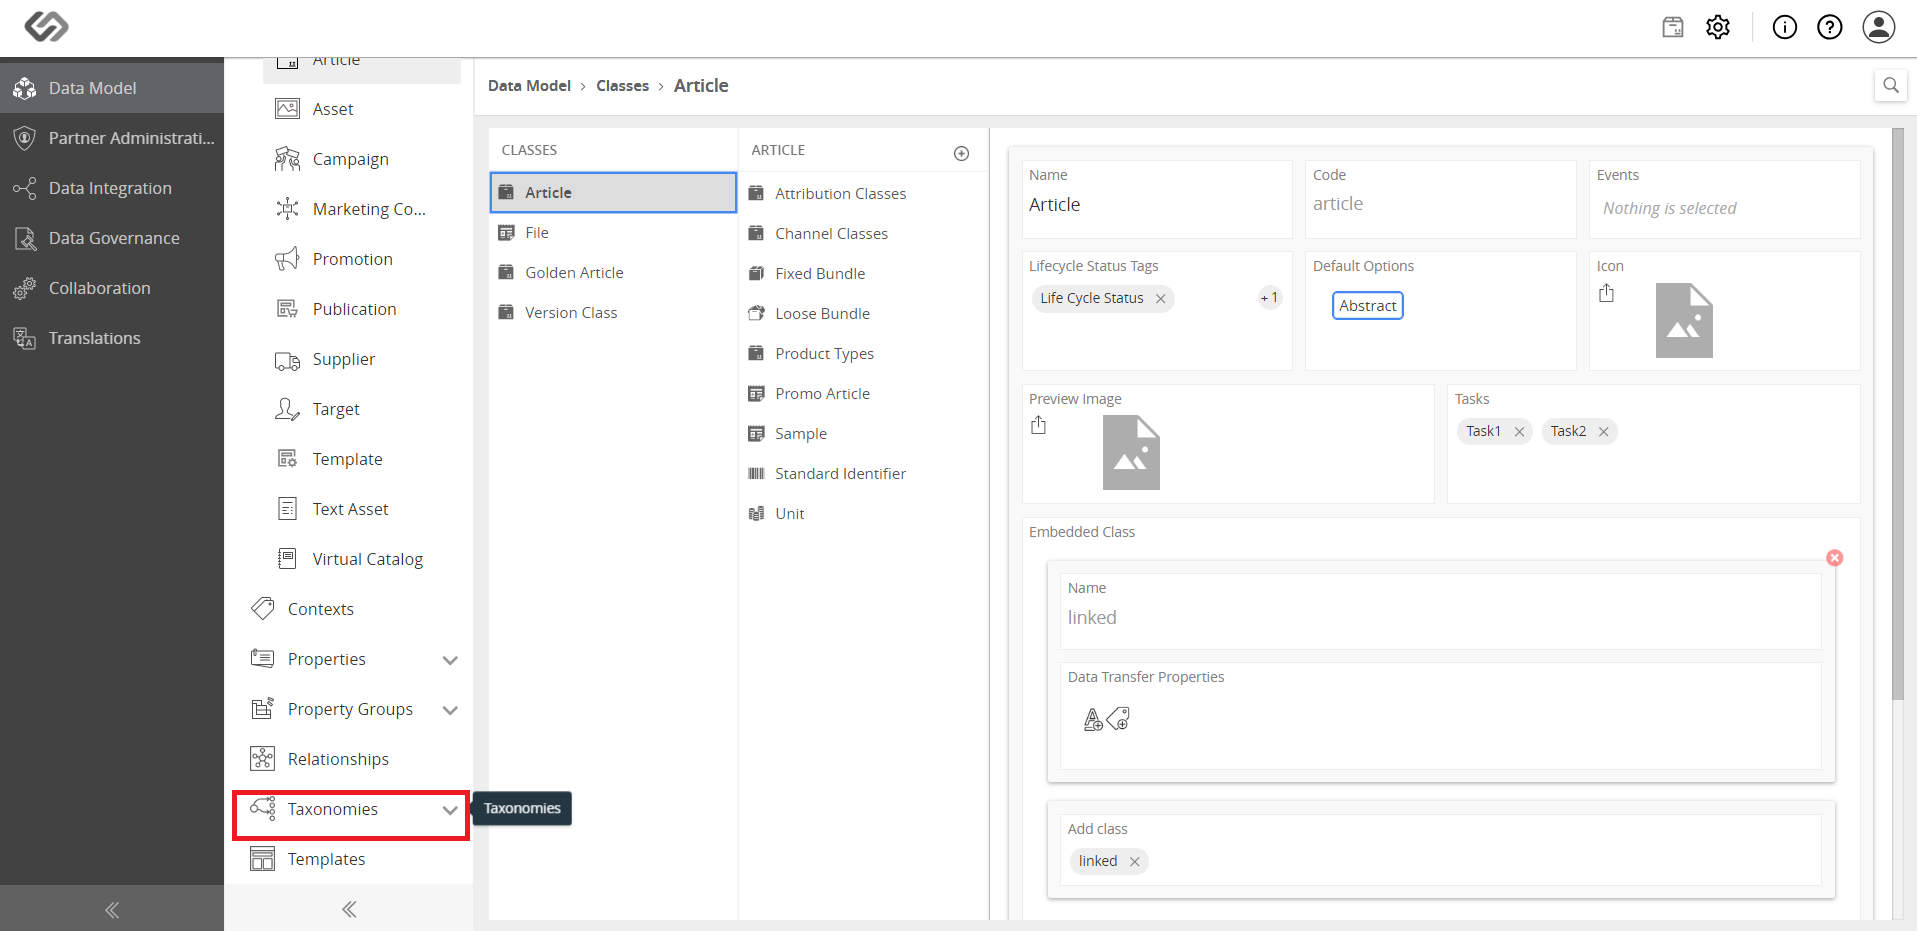 Data Model
Partner Administrati...
Data Integration
Data Governance
Collaboration
Translations
Article
Asset
Campaign
Marketing Co...
Promotion
Publication
Supplier
Target
Template
Text Asset
Virtual Catalog
Contexts
Properties
Property Groups
Relationships
Taxonomies
Taxonomies
Templates
Data Model > Classes > Article
CLASSES
Article
File
Golden Article
Version Class
ARTICLE
Attribution Classes
Channel Classes
Fixed Bundle
Loose Bundle
Product Types
Promo Article
Sample
Standard Identifier
Unit
Name
Article
Code
article
Events
Nothing is selected
Lifecycle Status Tags
Life Cycle Status
+1
Default Options
Abstract
Icon
Preview Image
Tasks
Task1
Task2
Embedded Class
Name
linked
Data Transfer Properties
Add class
linked